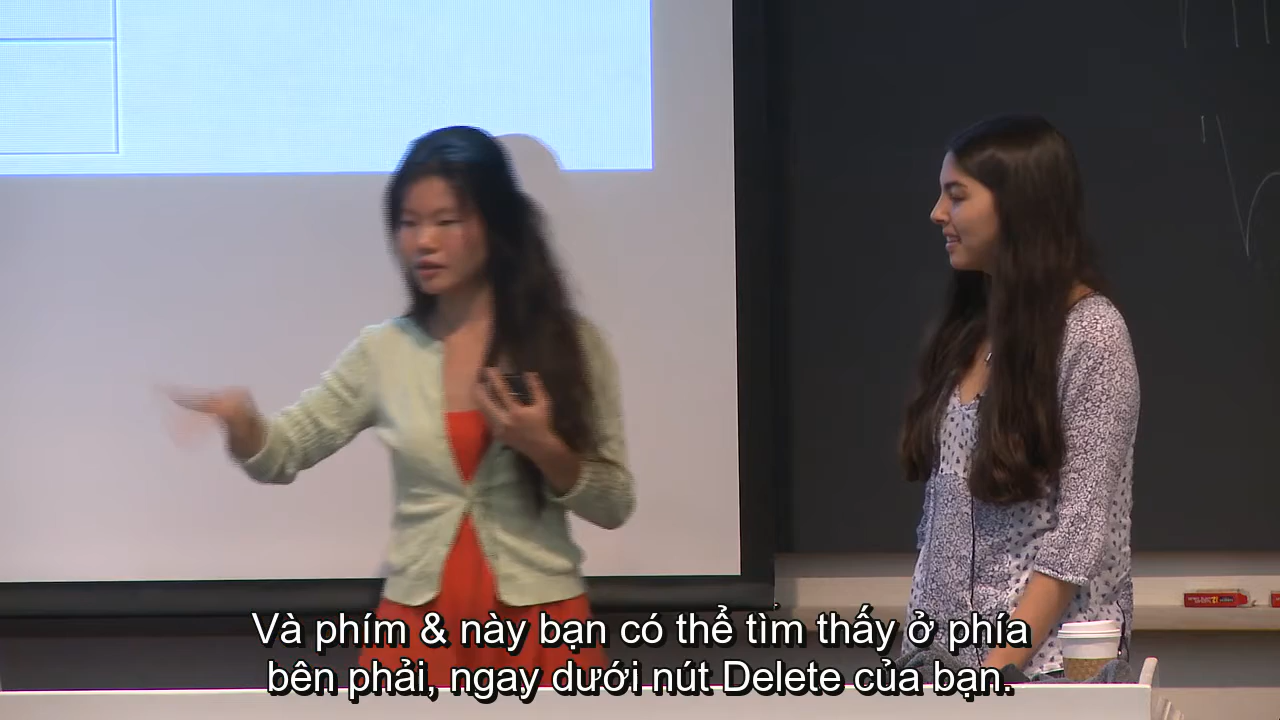 Và phím & này bạn có thể tìm thấy ở phía
bên phải, ngay dưới nút Delete của bạn.